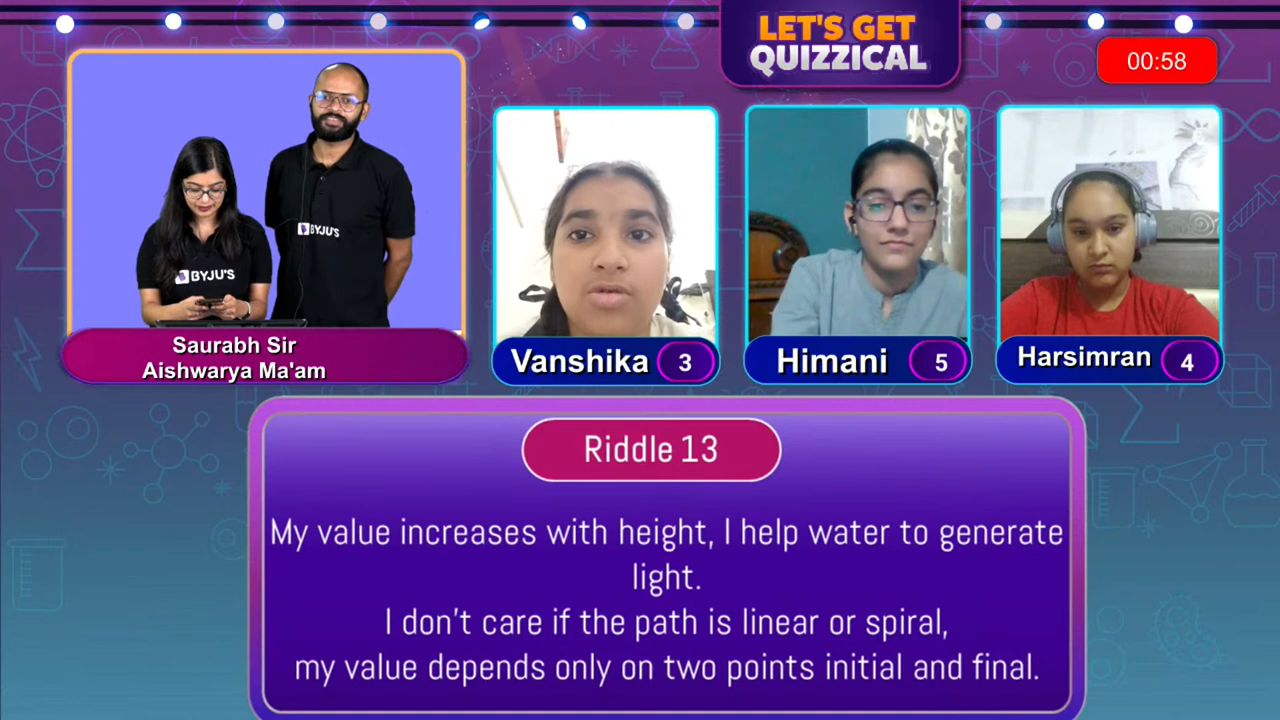 LET'S GET
QUIZZICAL
00:58
BYJU'S
BYJU'S
Saurabh Sir
Aishwarya Ma'am
Vanshika 3
Himani 5
Harsimran 4
Riddle 13
My value increases with height, I help water to generate
light.
I don't care if the path is linear or spiral,
my value depends only on two points initial and final.